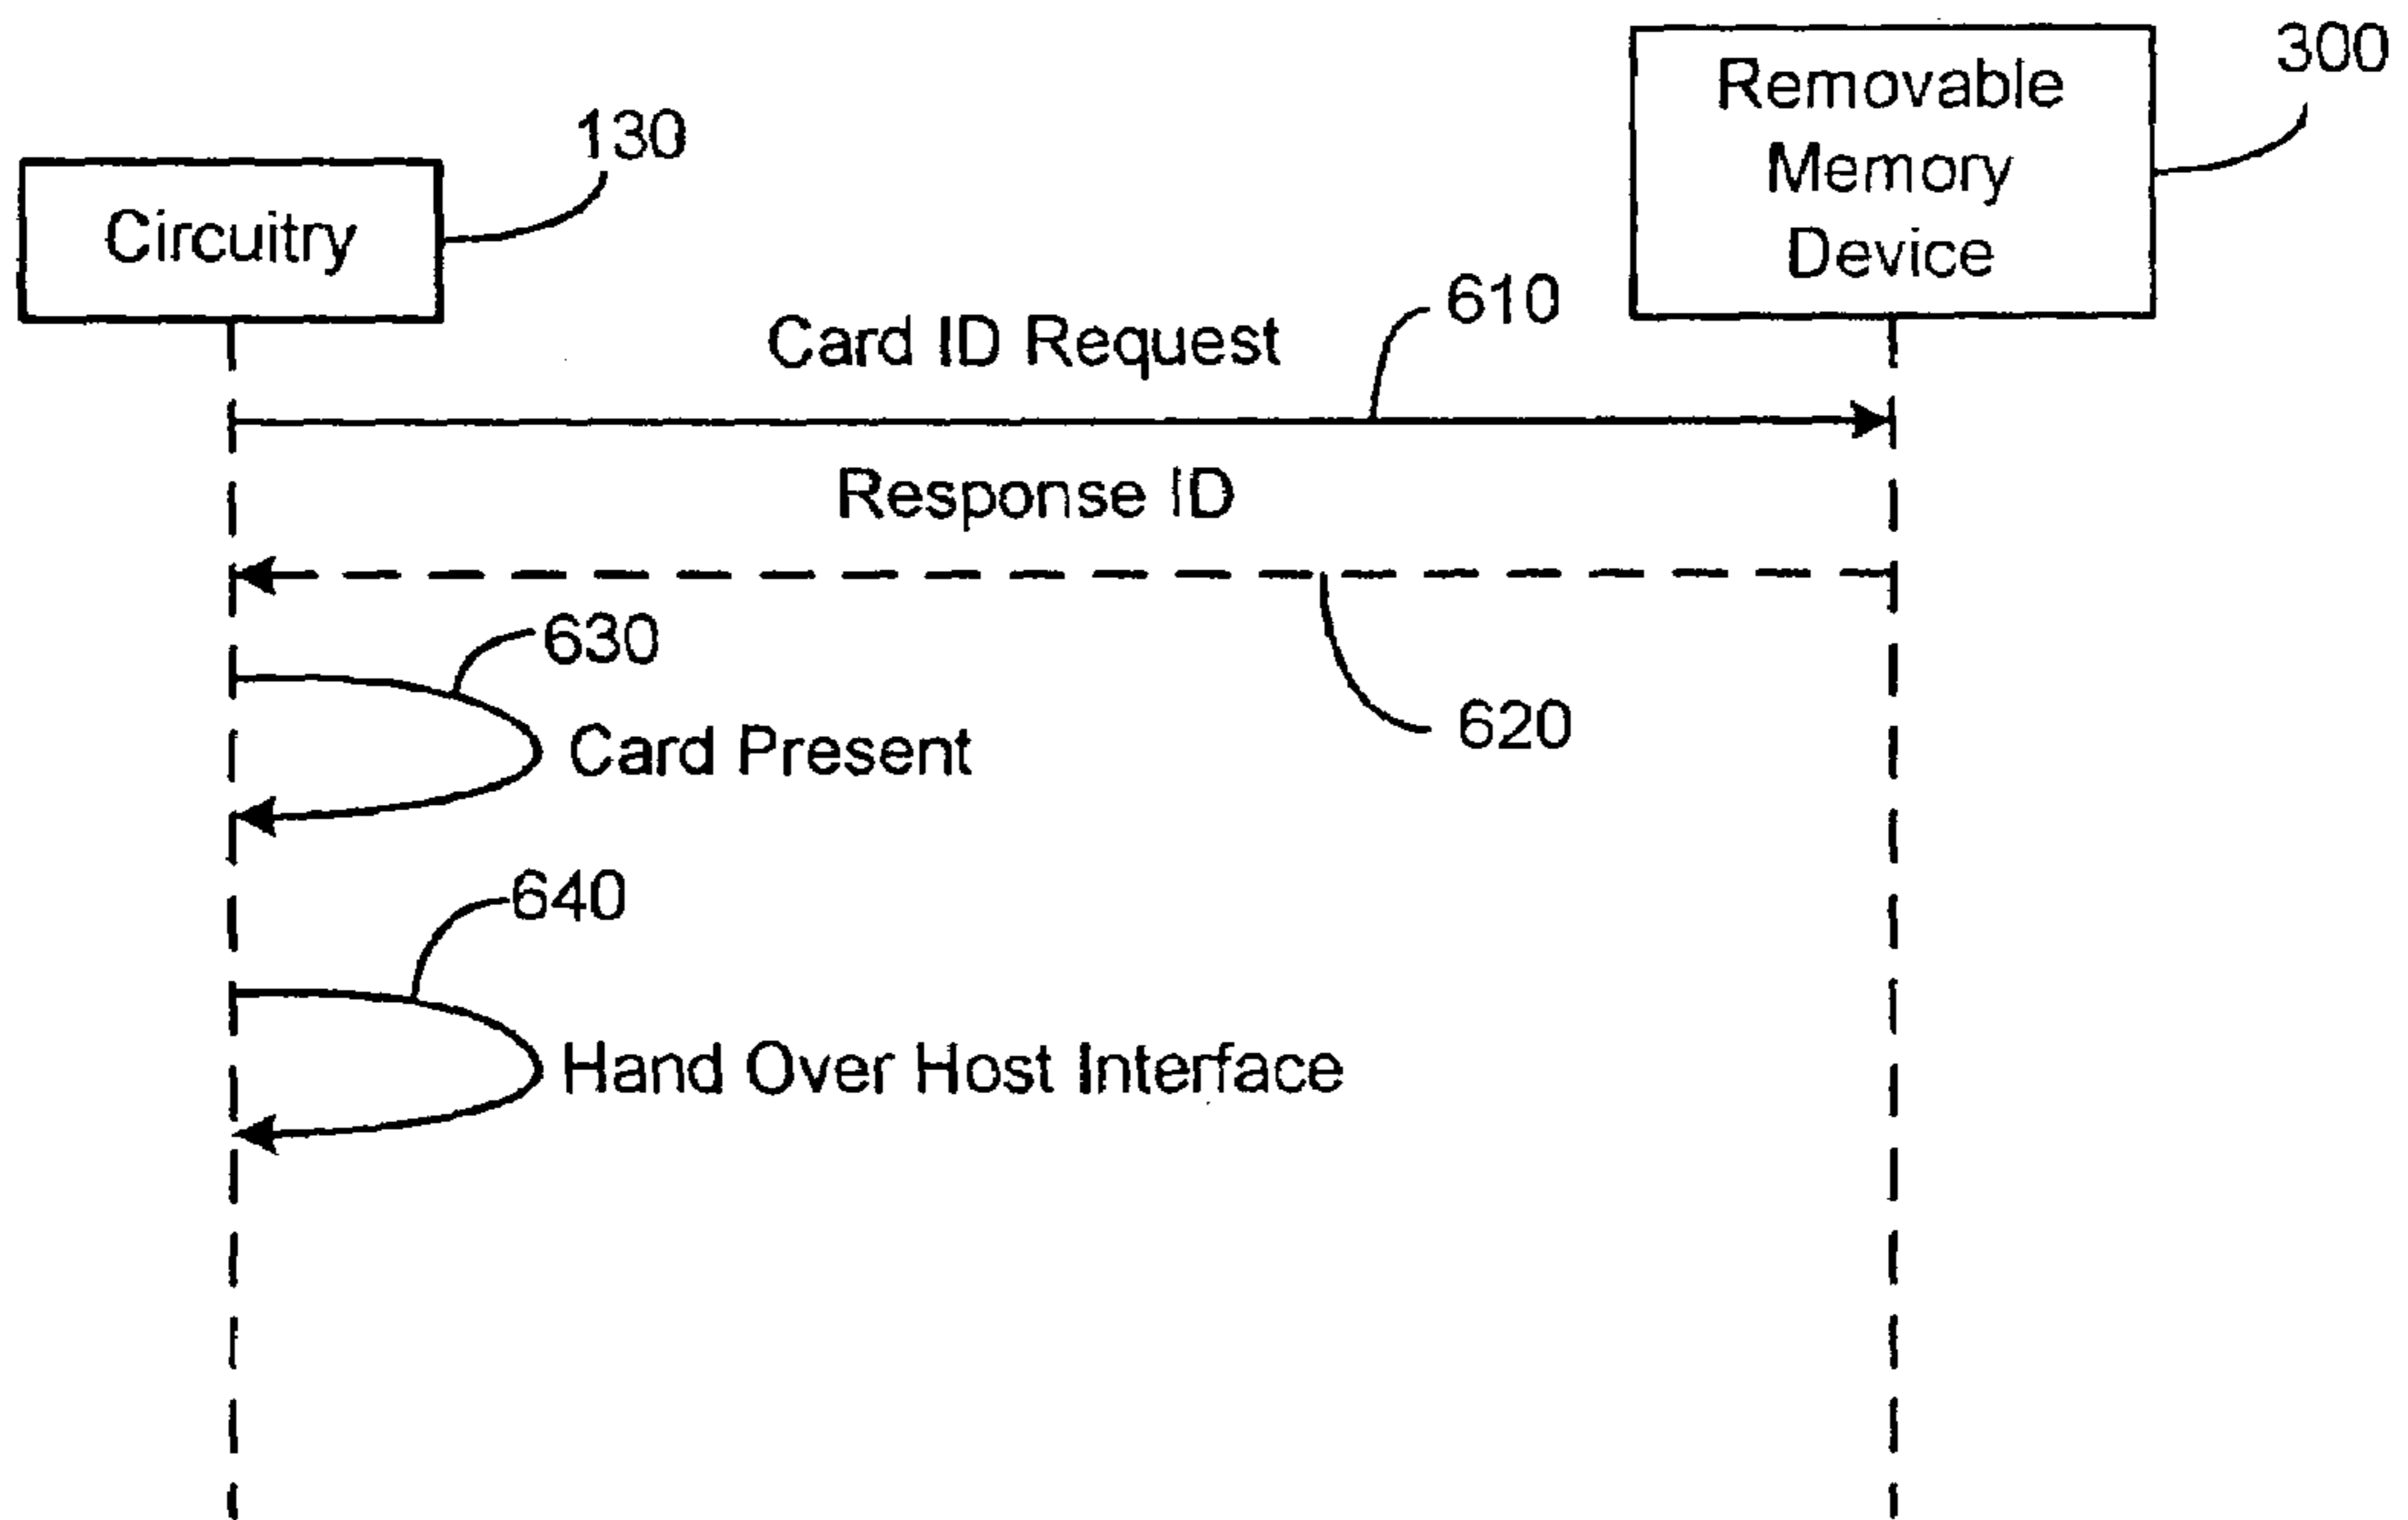 300
Removable
Memory
Device
130
Circuitry
610
Card ID Request
Response ID
630
620
Card Present
640
Hand Over Host Interface